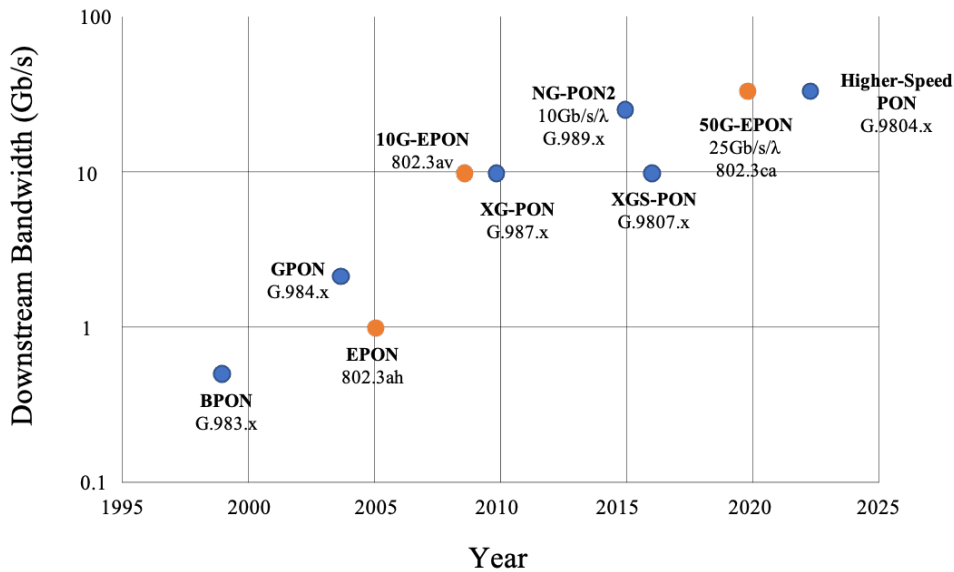 Downstream Bandwidth (Gb/s)
100
10
1
0.1
BPON
G.983.x
GPON
G.984.x
EPON
802.3ah
10G-EPON
802.3av
XG-PON
G.987.x
NG-PON2
10Gb/s/λ
G.989.x
XGS-PON
G.9807.x
50G-EPON
25Gb/s/λ
802.3ca
Higher-Speed
PON
G.9804.x
1995 2000 2005 2010 2015 2020 2025
Year